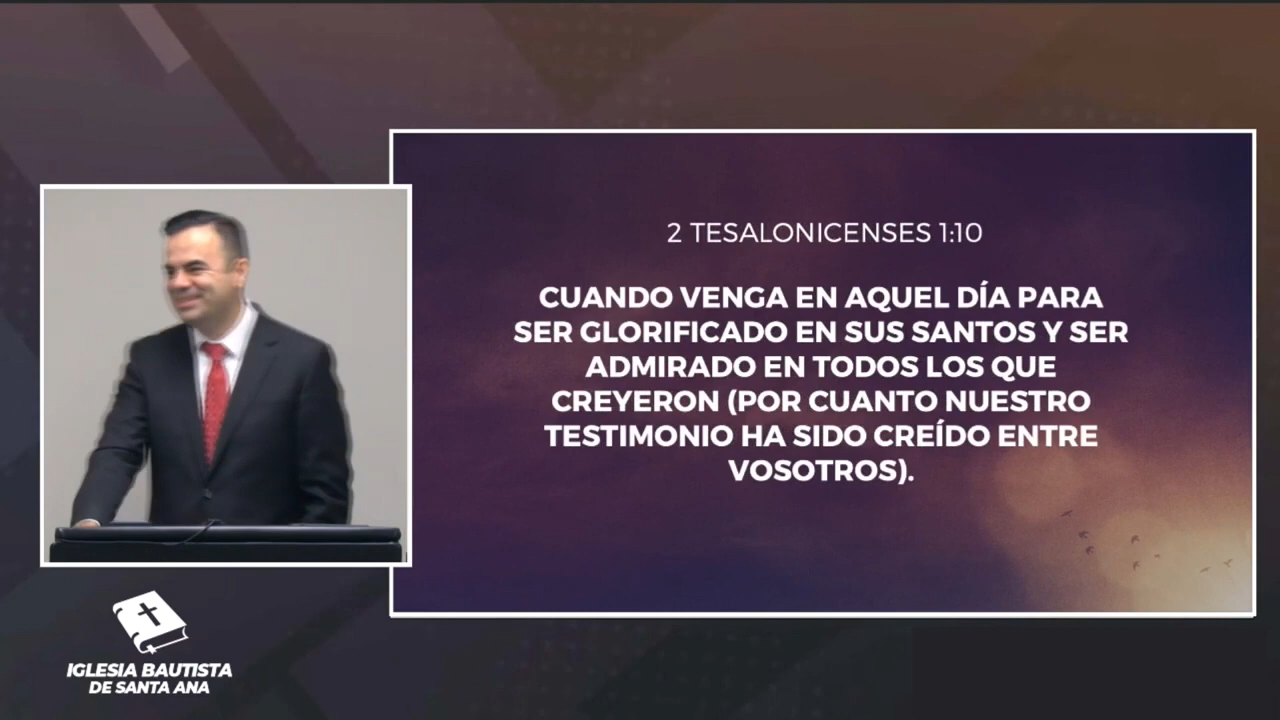 2 TESALONICENSES 1:10
CUANDO VENGA EN AQUEL DÍA PARA
SER GLORIFICADO EN SUS SANTOS Y SER
ADMIRADO EN TODOS LOS QUE
CREYERON (POR CUANTO NUESTRO
TESTIMONIO HA SIDO CREÍDO ENTRE
VOSOTROS).
IGLESIA BAUTISTA
DE SANTA ANA